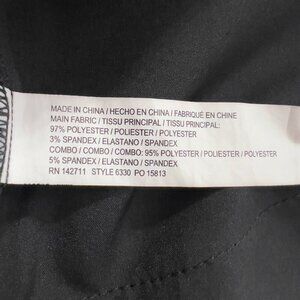 MADE IN CHINA / HECHO EN CHINA / FABRIQUÉ EN CHINE
MAIN FABRIC / TISSU PRINCIPAL / TISSU PRINCIPAL:
97% POLYESTER / POLIESTER / POLYESTER
3% SPANDEX / ELASTANO / SPANDEX
COMBO / COMBO / COMBO: 95% POLYESTER / POLIESTER / POLYESTER
5% SPANDEX / ELASTANO / SPANDEX
RN 142711 STYLE 6330 PO 15813